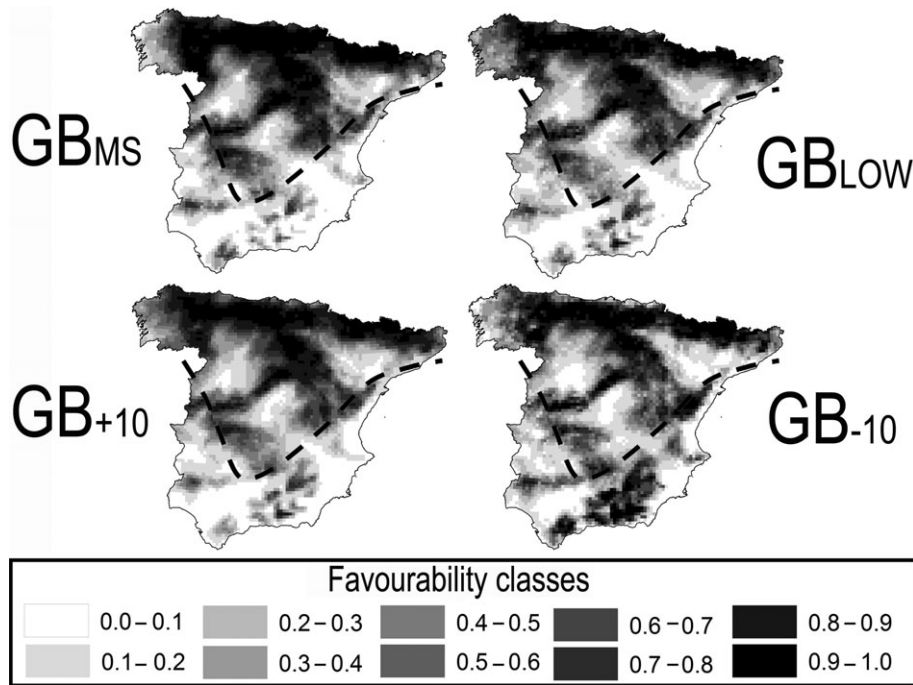 GBMS
GBLOW
GB+10
GB-10
Favourability classes
0.0 – 0.1
0.2 – 0.3
0.4 – 0.5
0.6 – 0.7
0.8 – 0.9
0.1 – 0.2
0.3 – 0.4
0.5 – 0.6
0.7 – 0.8
0.9 – 1.0